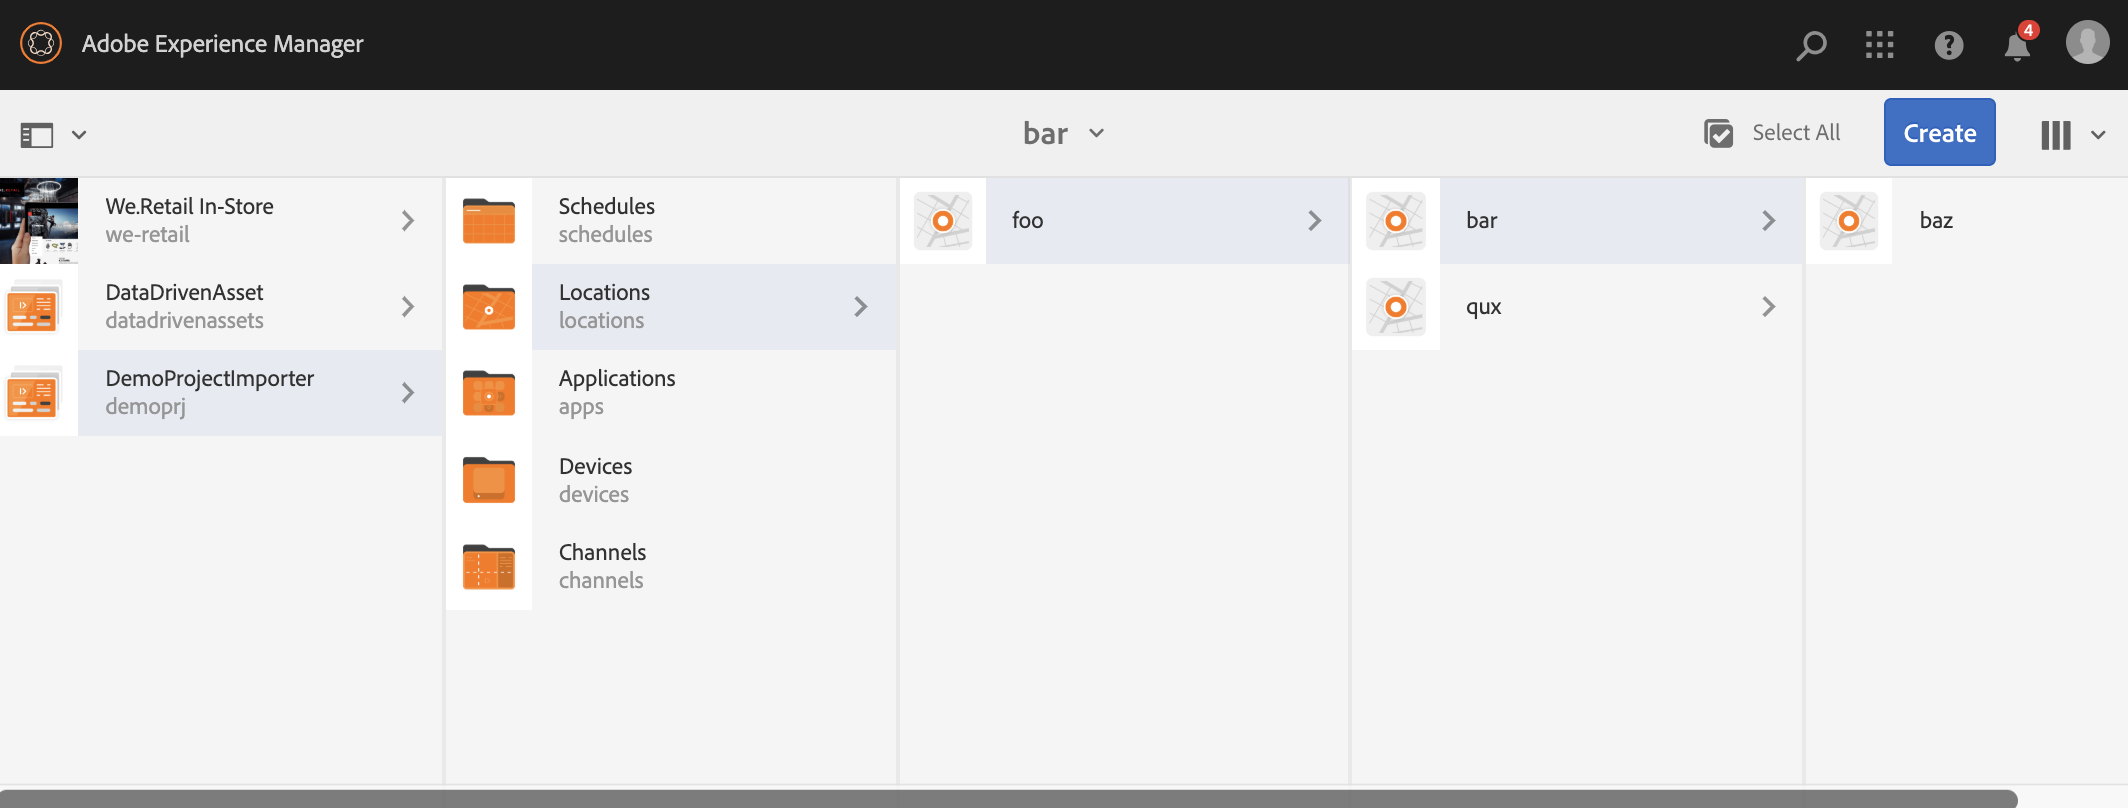 Adobe Experience Manager
4
bar
Select All
Create
We.Retail In-Store
we-retail
DataDrivenAsset
datadrivenassets
DemoProjectImporter
demoprj
Schedules
schedules
Locations
locations
Applications
apps
Devices
devices
Channels
channels
foo
bar
qux
baz